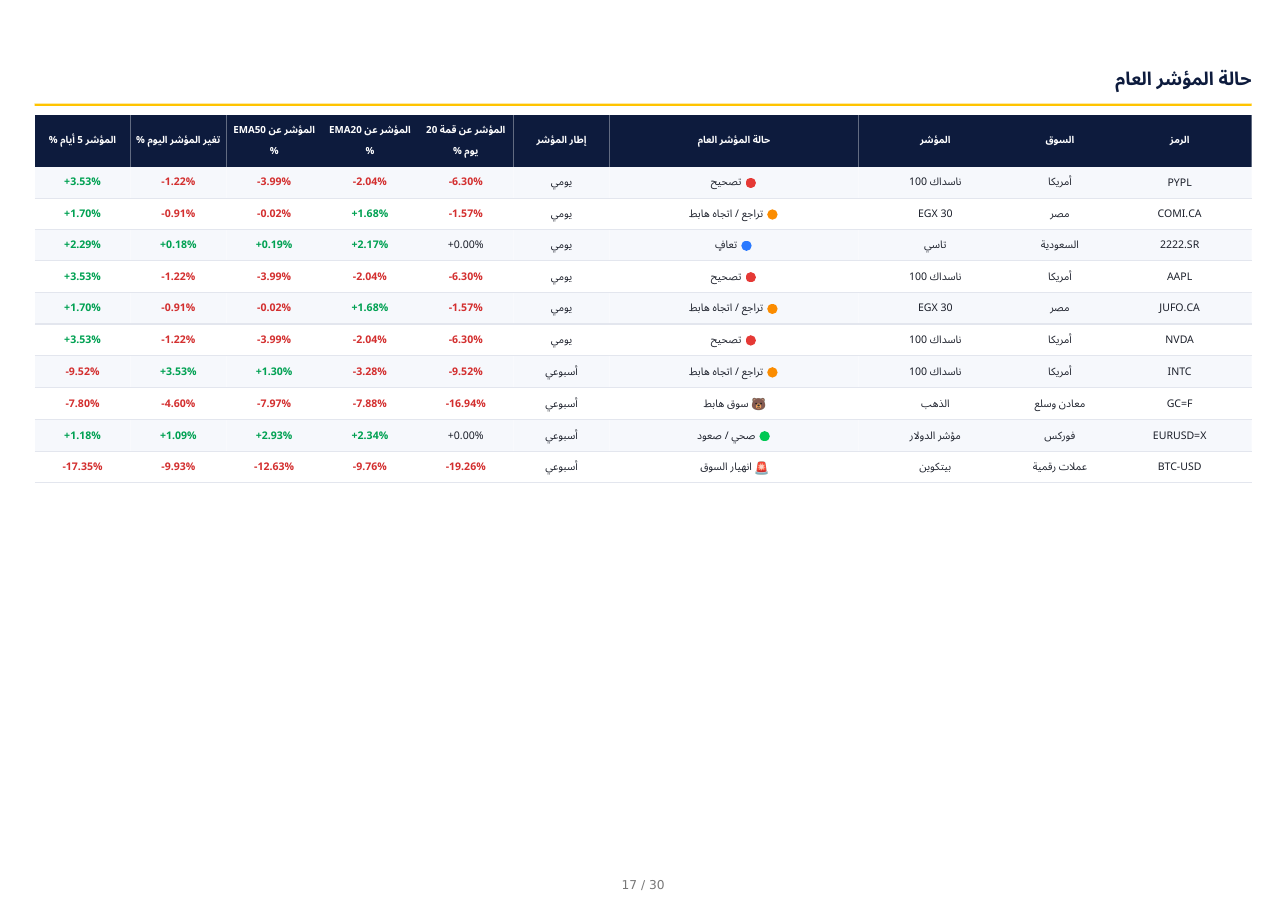 حالة المؤشر العام
الرمز السوق المؤشر حالة المؤشر العام إطار المؤشر المؤشر عن قمة 20 يوم % المؤشر عن EMA20 % المؤشر عن EMA50 % تغير المؤشر اليوم % المؤشر 5 أيام %
PYPL أمريكا ناسداك 100 🔴 تصحيح يومي -6.30% -2.04% -3.99% -1.22% +3.53%
COMI.CA مصر EGX 30 🟠 تراجع / اتجاه هابط يومي -1.57% +1.68% -0.02% -0.91% +1.70%
2222.SR السعودية تاسي 🔵 تعافٍ يومي +0.00% +2.17% +0.19% +0.18% +2.29%
AAPL أمريكا ناسداك 100 🔴 تصحيح يومي -6.30% -2.04% -3.99% -1.22% +3.53%
JUFO.CA مصر EGX 30 🟠 تراجع / اتجاه هابط يومي -1.57% +1.68% -0.02% -0.91% +1.70%
NVDA أمريكا ناسداك 100 🔴 تصحيح يومي -6.30% -2.04% -3.99% -1.22% +3.53%
INTC أمريكا ناسداك 100 🟠 تراجع / اتجاه هابط أسبوعي -9.52% -3.28% +1.30% +3.53% -9.52%
GC=F معادن وسلع الذهب 🐻 سوق هابط أسبوعي -16.94% -7.88% -7.97% -4.60% -7.80%
EURUSD=X فوركس مؤشر الدولار 🟢 صحي / صعود أسبوعي +0.00% +2.34% +2.93% +1.09% +1.18%
BTC-USD عملات رقمية بيتكوين 🚨 انهيار السوق أسبوعي -19.26% -9.76% -12.63% -9.93% -17.35%
17 / 30